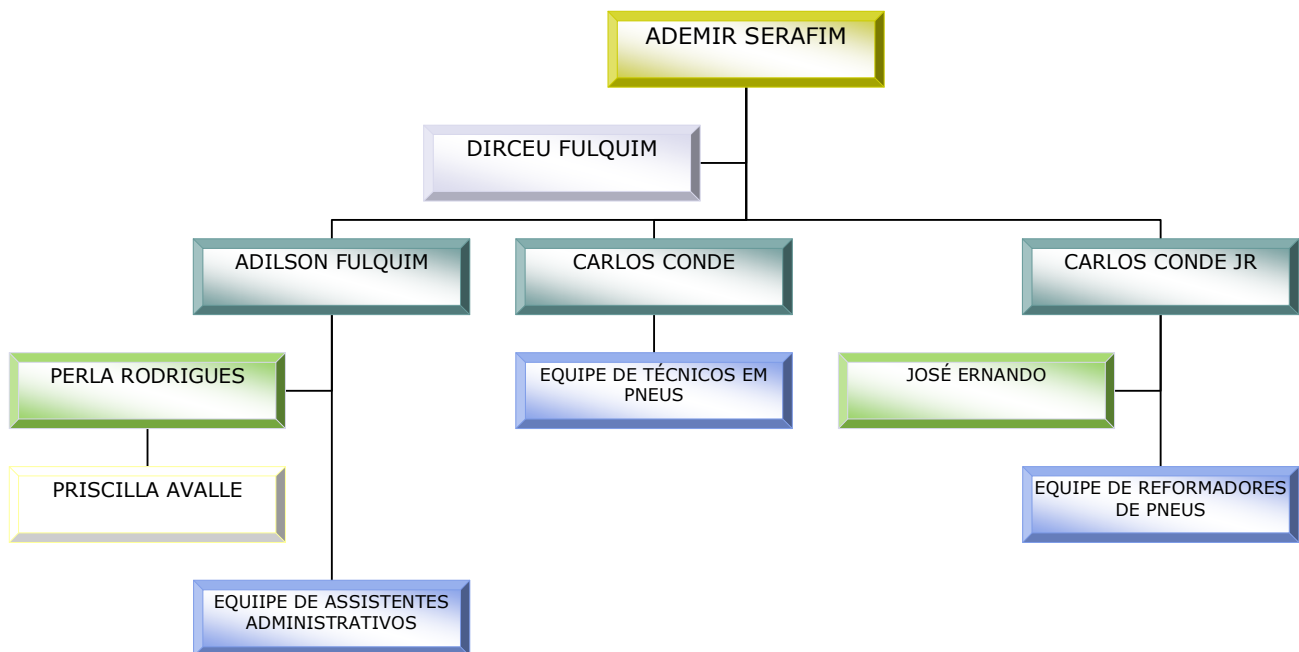 ADEMIR SERAFIM
DIRCEU FULQUIM
ADILSON FULQUIM
CARLOS CONDE
CARLOS CONDE JR
PERLA RODRIGUES
EQUIPE DE TÉCNICOS EM
PNEUS
JOSÉ ERNANDO
PRISCILLA AVALLE
EQUIPE DE REFORMADORES
DE PNEUS
EQUIIPE DE ASSISTENTES
ADMINISTRATIVOS